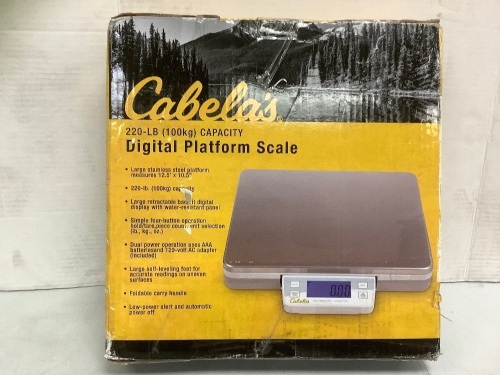 Cabela's
220-LB (100kg) CAPACITY
Digital Platform Scale
• Large stainless steel platform
measures 12.5" x 10.5"
• 220-lb. (100kg) capacity
• Large retractable backlit digital
display with water-resistant panel
• Simple four-button operation
hold/tare,piece count/unit selection
(lb., kg., oz.)
• Dual power operation uses AAA
batteries and 120-volt AC adapter
(included)
• Large self-leveling feet for
accurate readings on uneven
surfaces
• Foldable carry handle
• Low-power alert and automatic
power off
0.00
Cabela's